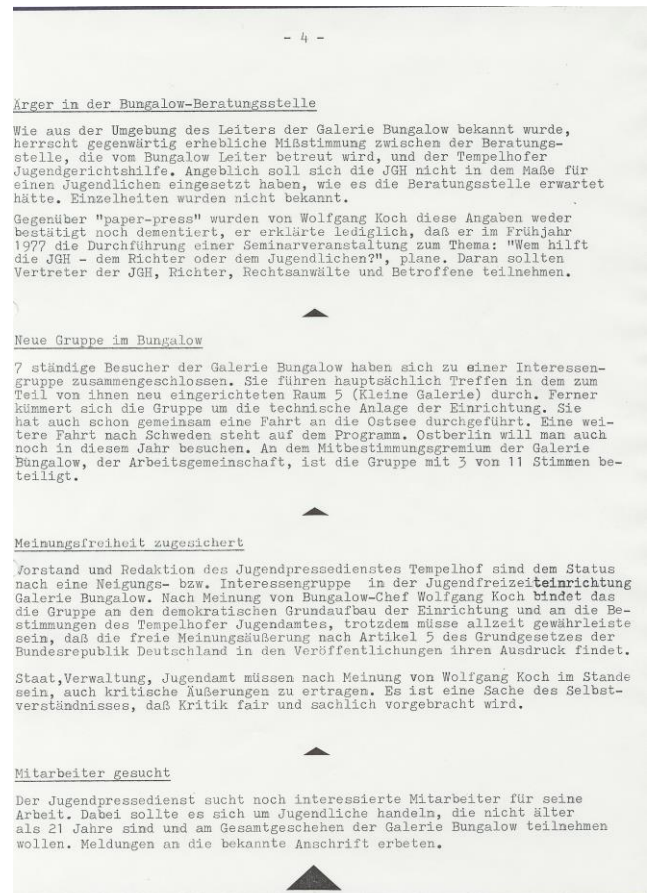 - 4 -
Ärger in der Bungalow-Beratungsstelle
Wie aus der Umgebung des Leiters der Galerie Bungalow bekannt wurde,
herrscht gegenwärtig erhebliche Mißstimmung zwischen der Beratungs-
stelle, die vom Bungalow Leiter betreut wird, und der Tempelhofer
Jugendgerichtshilfe. Angeblich soll sich die JGH nicht in dem Maße für
einen Jugendlichen eingesetzt haben, wie es die Beratungsstelle erwartet
hätte. Einzelheiten wurden nicht bekannt.
Gegenüber "paper-press" wurden von Wolfgang Koch diese Angaben weder
bestätigt noch dementiert, er erklärte lediglich, daß er im Frühjahr
1977 die Durchführung einer Seminarveranstaltung zum Thema: "Wem hilft
die JGH - dem Richter oder dem Jugendlichen?", plane. Daran sollten
Vertreter der JGH, Richter, Rechtsanwälte und Betroffene teilnehmen.
Neue Gruppe im Bungalow
7 ständige Besucher der Galerie Bungalow haben sich zu einer Interessen-
gruppe zusammengeschlossen. Sie führen hauptsächlich Treffen in dem zum
Teil von ihnen neu eingerichteten Raum 5 (Kleine Galerie) durch. Ferner
kümmert sich die Gruppe um die technische Anlage der Einrichtung. Sie
hat auch schon gemeinsam eine Fahrt an die Ostsee durchgeführt. Eine wei-
tere Fahrt nach Schweden steht auf dem Programm. Ostberlin will man auch
noch in diesem Jahr besuchen. An dem Mitbestimmungsgremium der Galerie
Bungalow, der Arbeitsgemeinschaft, ist die Gruppe mit 3 von 11 Stimmen be-
teiligt.
Meinungsfreiheit zugesichert
Vorstand und Redaktion des Jugendpressedienstes Tempelhof sind dem Status
nach eine Neigungs- bzw. Interessengruppe in der Jugendfreizeiteinrichtung
Galerie Bungalow. Nach Meinung von Bungalow-Chef Wolfgang Koch bindet das
die Gruppe an den demokratischen Grundaufbau der Einrichtung und an die Be-
stimmungen des Tempelhofer Jugendamtes, trotzdem müsse allzeit gewährleiste
sein, daß die freie Meinungsäußerung nach Artikel 5 des Grundgesetzes der
Bundesrepublik Deutschland in den Veröffentlichungen ihren Ausdruck findet.
Staat,Verwaltung, Jugendamt müssen nach Meinung von Wolfgang Koch im Stande
sein, auch kritische Äußerungen zu ertragen. Es ist eine Sache des Selbst-
verständnisses, daß Kritik fair und sachlich vorgebracht wird.
Mitarbeiter gesucht
Der Jugendpressedienst sucht noch interessierte Mitarbeiter für seine
Arbeit. Dabei sollte es sich um Jugendliche handeln, die nicht älter
als 21 Jahre sind und am Gesamtgeschehen der Galerie Bungalow teilnehmen
wollen. Meldungen an die bekannte Anschrift erbeten.